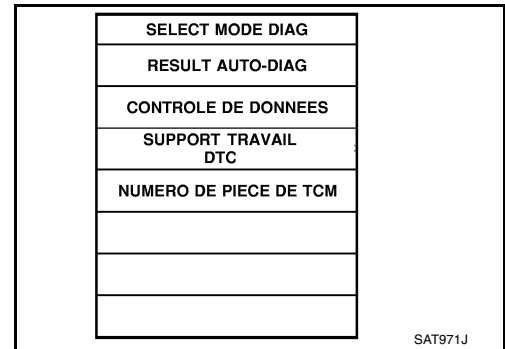 SELECT MODE DIAG
RESULT AUTO-DIAG
CONTROLE DE DONNEES
SUPPORT TRAVAIL
DTC
NUMERO DE PIECE DE TCM
SAT971J